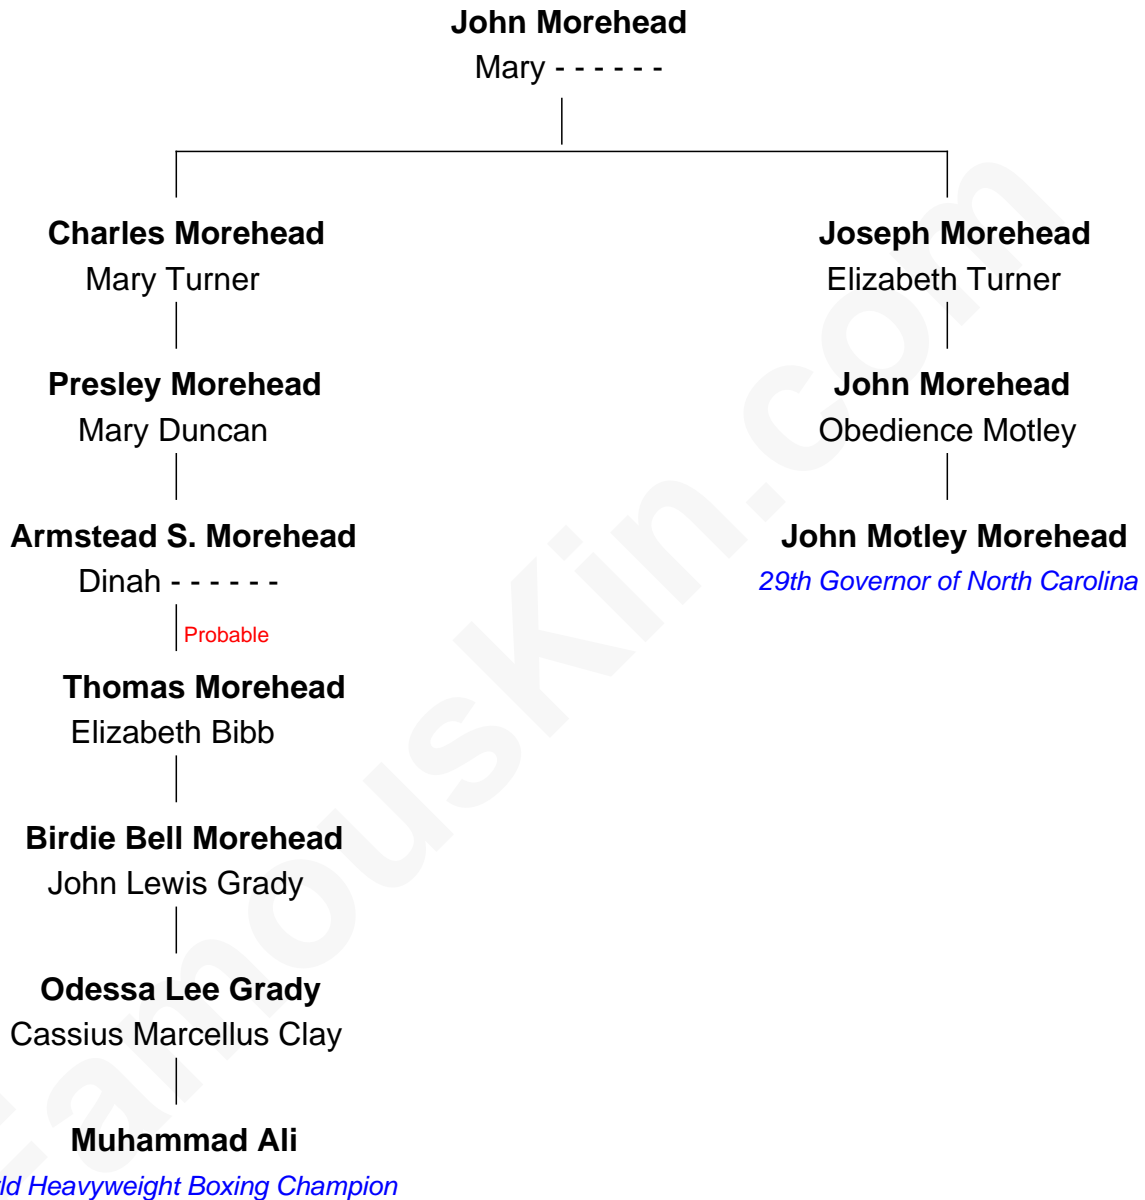 John Morehead
Mary - - - - - -
Charles Morehead
Mary Turner
Joseph Morehead
Elizabeth Turner
Presley Morehead
Mary Duncan
John Morehead
Obedience Motley
Armstead S. Morehead
Dinah - - - - - -
John Motley Morehead
29th Governor of North Carolina
Probable
Thomas Morehead
Elizabeth Bibb
Birdie Bell Morehead
John Lewis Grady
Odessa Lee Grady
Cassius Marcellus Clay
Muhammad Ali
Heavyweight Boxing Champion
FamousKin.com